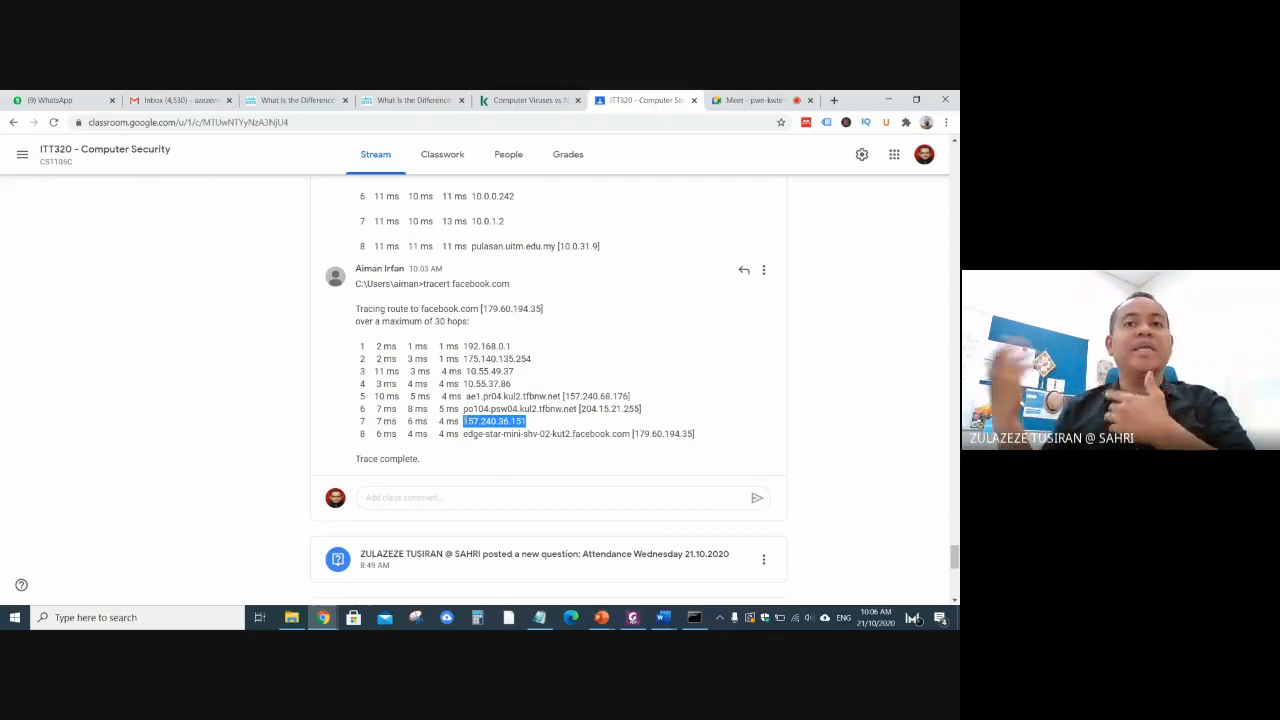 (9) WhatsApp
Inbox (4,530) - azezem
What Is the Difference
What Is the Difference
Computer Viruses vs N
ITT320 - Computer Sec
Meet - pwe-kwte-
classroom.google.com/u/1/c/MTUwNTYyNzA3NjU4
ITT320 - Computer Security
CS1105C
Stream
Classwork
People
Grades
6 11 ms 10 ms 11 ms 10.0.0.242
7 11 ms 10 ms 13 ms 10.0.1.2
8 11 ms 11 ms 11 ms pulasan.uitm.edu.my [10.0.31.9]
Aiman Irfan 10:03 AM
C:\Users\aiman>tracert facebook.com
Tracing route to facebook.com [179.60.194.35]
over a maximum of 30 hops:
1 2 ms 1 ms 1 ms 192.168.0.1
2 2 ms 3 ms 1 ms 175.140.135.254
3 11 ms 3 ms 4 ms 10.55.49.37
4 3 ms 4 ms 4 ms 10.55.37.86
5 10 ms 5 ms 4 ms ae1.pr04.kul2.tfbnw.net [157.240.68.176]
6 7 ms 8 ms 5 ms po104.psw04.kul2.tfbnw.net [204.15.21.255]
7 7 ms 6 ms 4 ms 157.240.36.151
8 6 ms 4 ms 4 ms edge-star-mini-shv-02-kut2.facebook.com [179.60.194.35]
Trace complete.
Add class comment...
ZULAZEZE TUSIRAN @ SAHRI posted a new question: Attendance Wednesday 21.10.2020
8:49 AM
Type here to search
ENG
10:06 AM
21/10/2020
ZULAZEZE TUSIRAN @ SAHRI